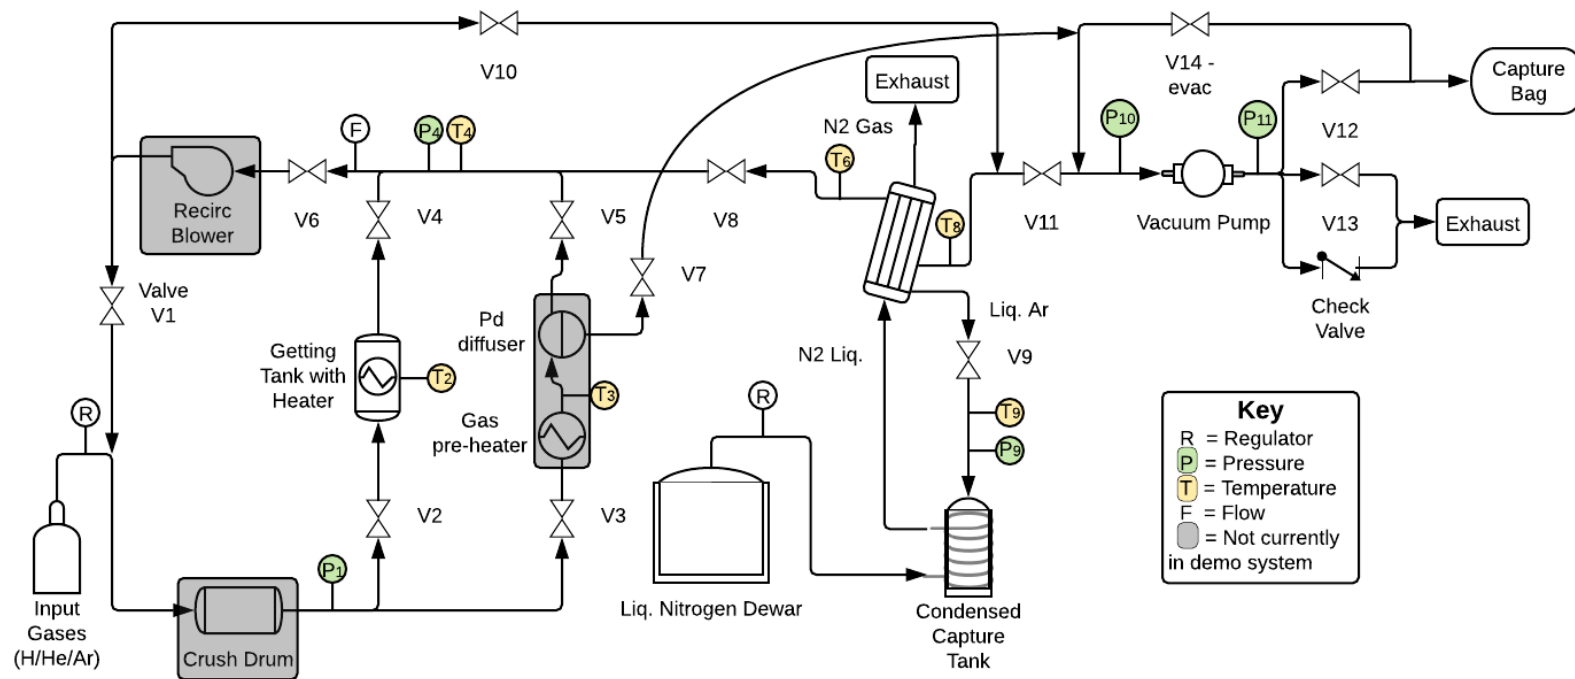 V10
V14 -
evac
Exhaust
Capture
Bag
N2 Gas
F
P4
T4
T6
P10
P11
V12
Recirc
Blower
V6
V4
V5
V8
T8
V11
Vacuum Pump
V13
Exhaust
Valve
V1
V7
Pd
diffuser
Liq. Ar
Check
Valve
Getting
Tank with
Heater
T2
T3
N2 Liq.
V9
R
Gas
pre-heater
R
T9
P9
Key
R = Regulator
P = Pressure
T = Temperature
F = Flow
= Not currently
in demo system
V2
V3
P1
Input
Gases
(H/He/Ar)
Crush Drum
Liq. Nitrogen Dewar
Condensed
Capture
Tank